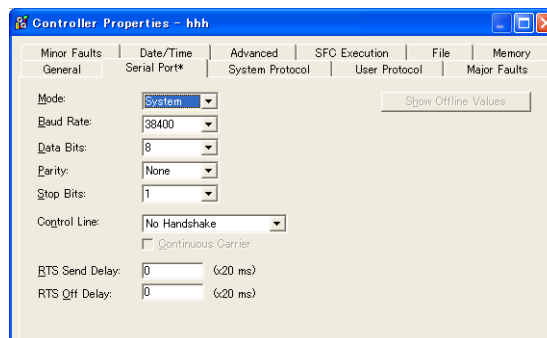 Controller Properties - hhh
Minor Faults Date/Time Advanced SFC Execution File Memory
General Serial Port* System Protocol User Protocol Major Faults
Mode: System Show Offline Values
Baud Rate: 38400
Data Bits: 8
Parity: None
Stop Bits: 1
Control Line: No Handshake
Continuous Carrier
RTS Send Delay: 0 (x20 ms)
RTS Off Delay: 0 (x20 ms)